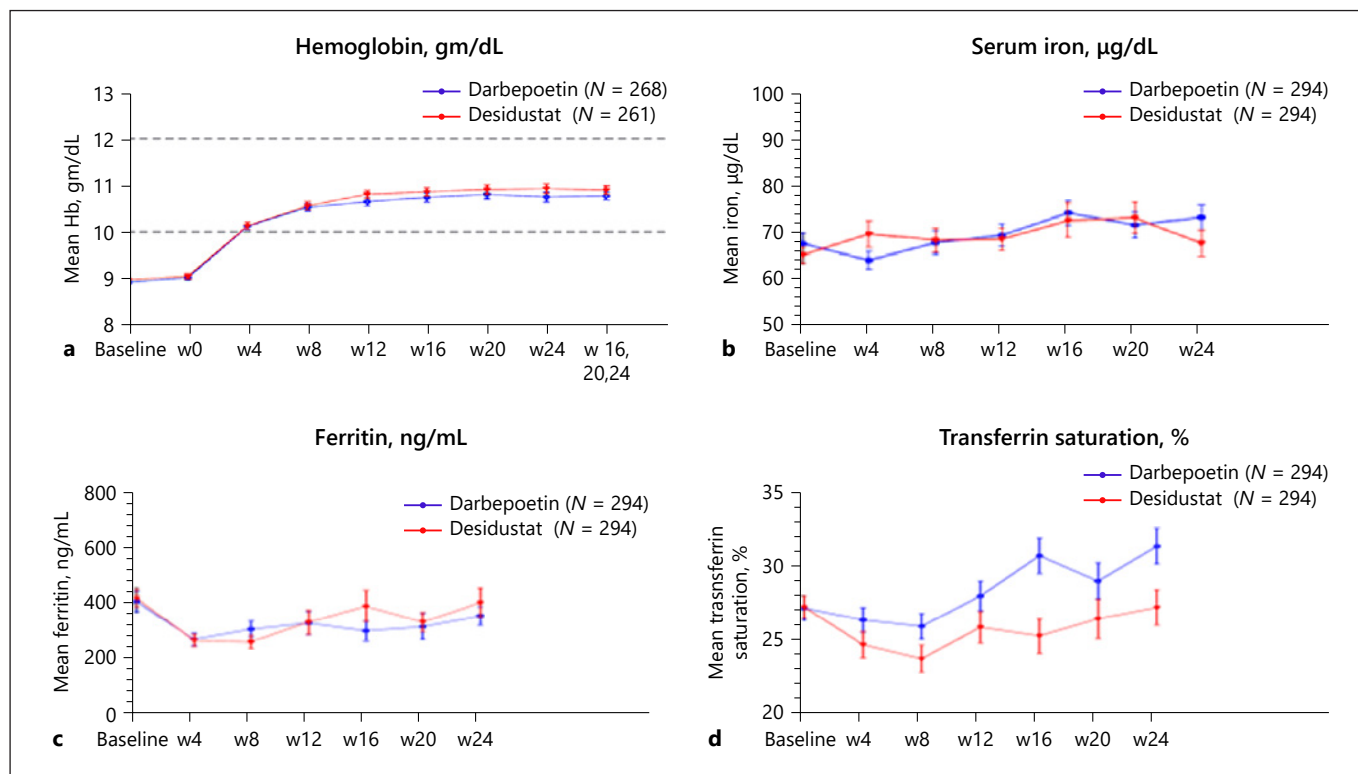 Hemoglobin, gm/dL
Darbepoetin (N = 268)
Desidustat (N = 261)
Mean Hb, gm/dL
13
12
11
10
9
8
a
Baseline w0 w4 w8 w12 w16 w20 w24 w 16,
20,24
Serum iron, µg/dL
Darbepoetin (N = 294)
Desidustat (N = 294)
Mean iron, µg/dL
100
90
80
70
60
50
b
Baseline w4 w8 w12 w16 w20 w24
Ferritin, ng/mL
Darbepoetin (N = 294)
Desidustat (N = 294)
Mean ferritin, ng/mL
800
600
400
200
0
c
Baseline w4 w8 w12 w16 w20 w24
Transferrin saturation, %
Darbepoetin (N = 294)
Desidustat (N = 294)
Mean trasnsferrin
saturation, %
35
30
25
20
d
Baseline w4 w8 w12 w16 w20 w24